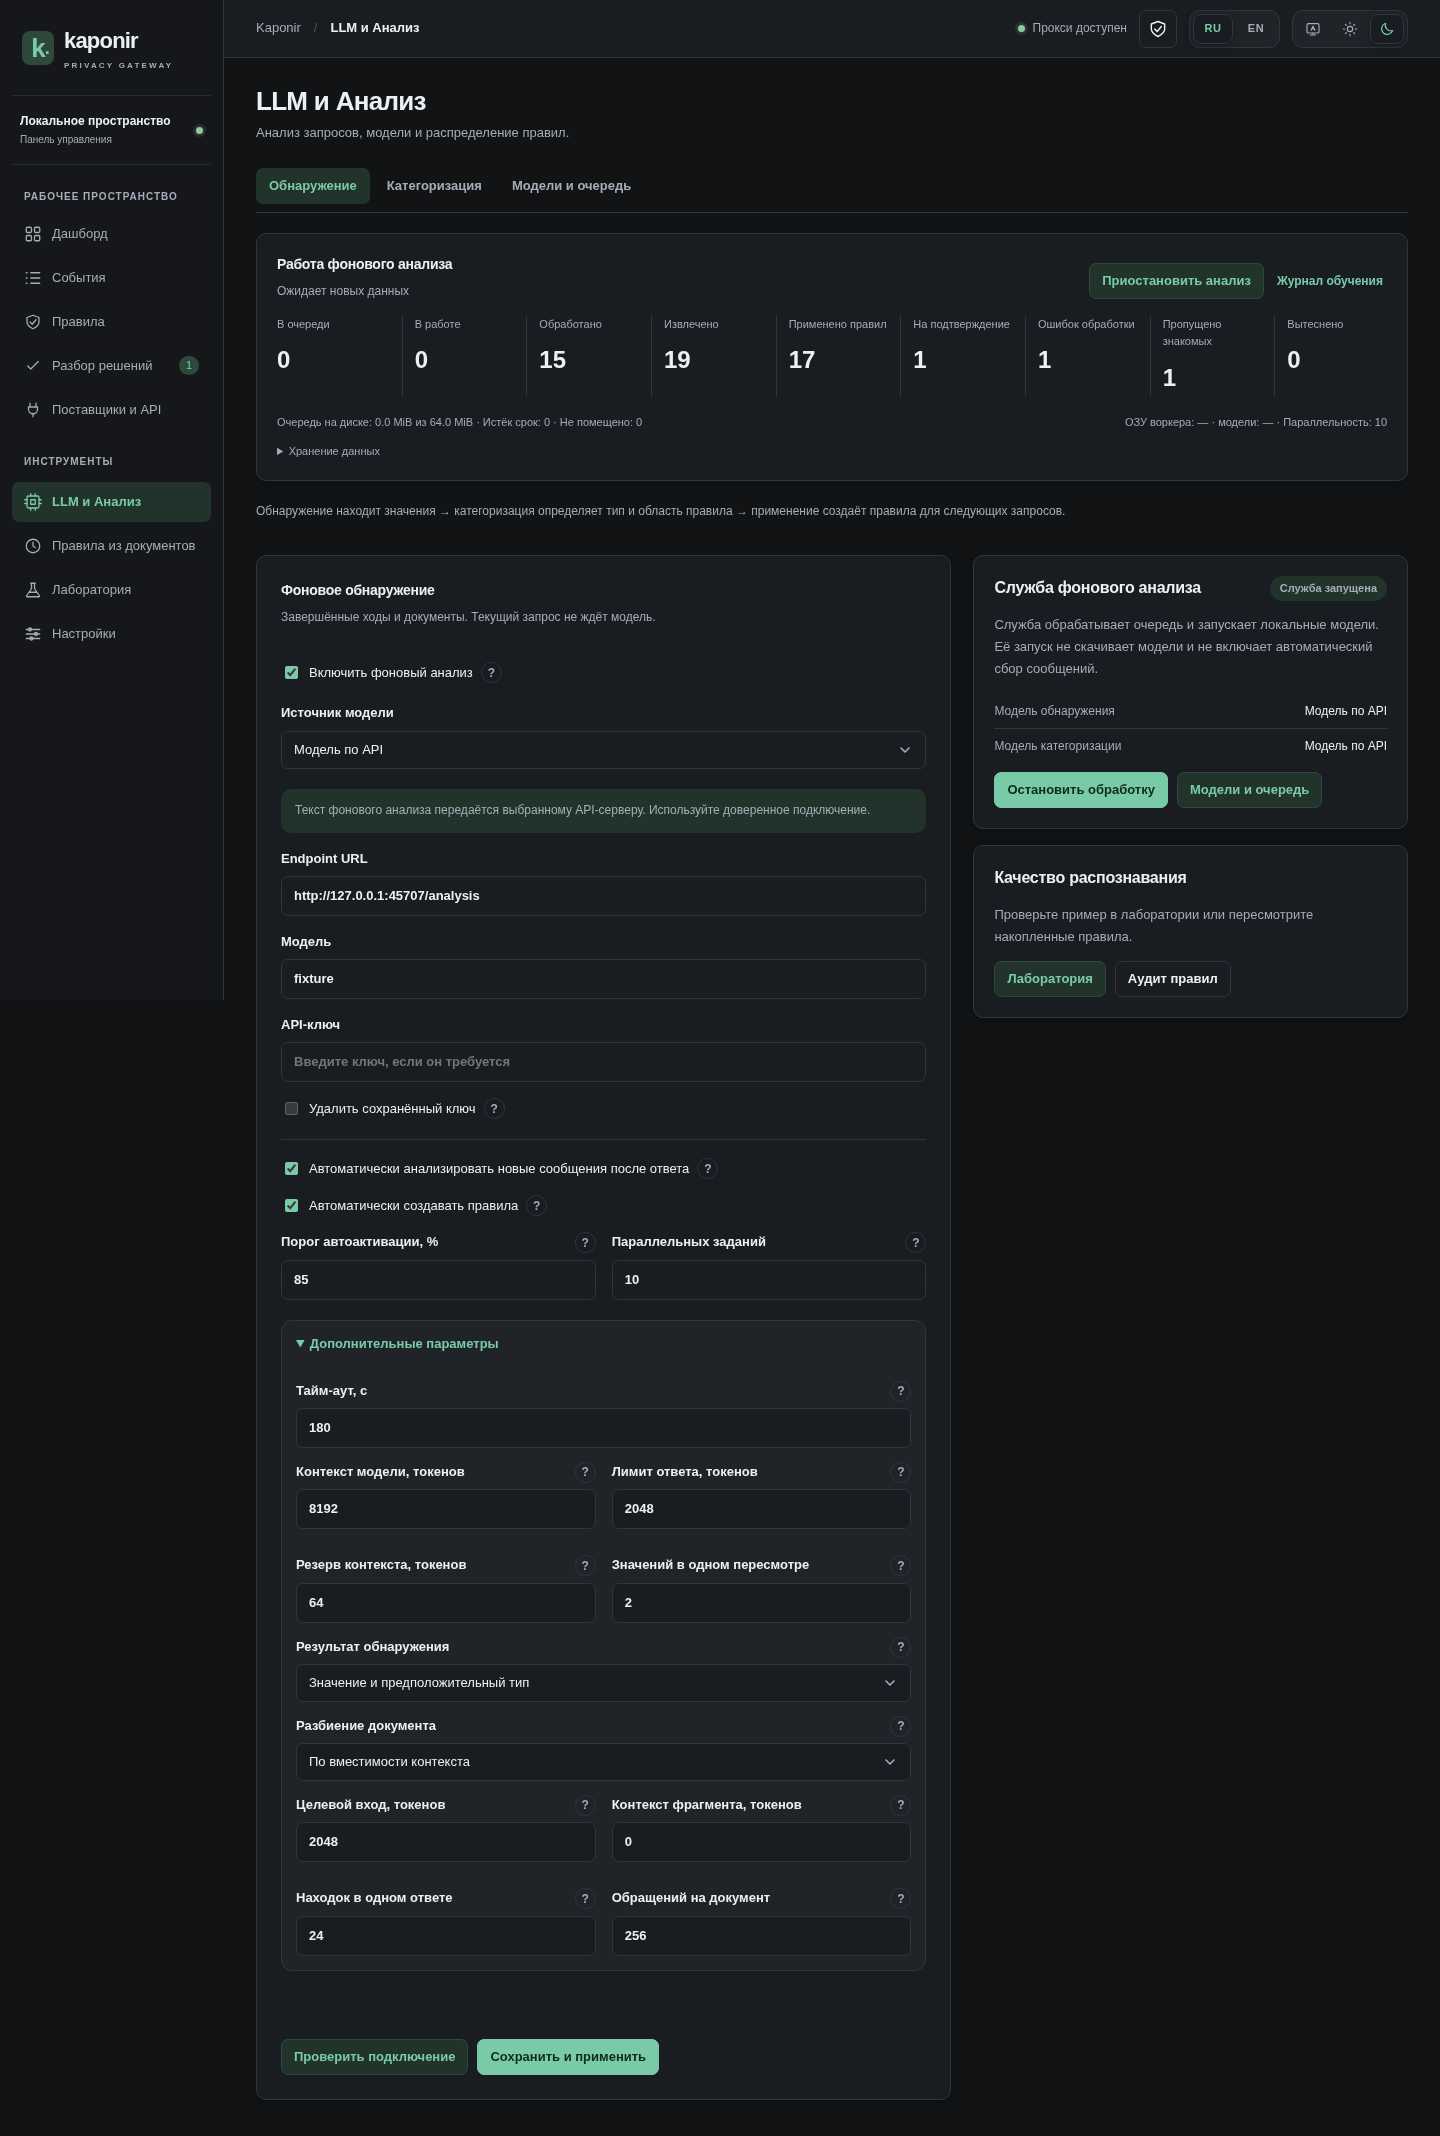 k.
kaponir
PRIVACY GATEWAY
Локальное пространство
Панель управления
РАБОЧЕЕ ПРОСТРАНСТВО
Дашборд
События
Правила
Разбор решений 1
Поставщики и API
ИНСТРУМЕНТЫ
LLM и Анализ
Правила из документов
Лаборатория
Настройки
Kaponir / LLM и Анализ
Прокси доступен
RU EN
LLM и Анализ
Анализ запросов, модели и распределение правил.
Обнаружение Категоризация Модели и очередь
Работа фонового анализа
Ожидает новых данных
Приостановить анализ Журнал обучения
В очереди
0
В работе
0
Обработано
15
Извлечено
19
Применено правил
17
На подтверждение
1
Ошибок обработки
1
Пропущено
знакомых
1
Вытеснено
0
Очередь на диске: 0.0 MiB из 64.0 MiB · Истёк срок: 0 · Не помещено: 0
ОЗУ воркера: — · модели: — · Параллельность: 10
▶ Хранение данных
Обнаружение находит значения → категоризация определяет тип и область правила → применение создаёт правила для следующих запросов.
Фоновое обнаружение
Завершённые ходы и документы. Текущий запрос не ждёт модель.
Включить фоновый анализ ?
Источник модели
Модель по API
Текст фонового анализа передаётся выбранному API-серверу. Используйте доверенное подключение.
Endpoint URL
http://127.0.0.1:45707/analysis
Модель
fixture
API-ключ
Введите ключ, если он требуется
Удалить сохранённый ключ ?
Автоматически анализировать новые сообщения после ответа ?
Автоматически создавать правила ?
Порог автоактивации, % ?
85
Параллельных заданий ?
10
▼ Дополнительные параметры
Тайм-аут, с ?
180
Контекст модели, токенов ?
8192
Лимит ответа, токенов ?
2048
Резерв контекста, токенов ?
64
Значений в одном пересмотре ?
2
Результат обнаружения ?
Значение и предположительный тип
Разбиение документа ?
По вместимости контекста
Целевой вход, токенов ?
2048
Контекст фрагмента, токенов ?
0
Находок в одном ответе ?
24
Обращений на документ ?
256
Проверить подключение Сохранить и применить
Служба фонового анализа
Служба запущена
Служба обрабатывает очередь и запускает локальные модели.
Её запуск не скачивает модели и не включает автоматический
сбор сообщений.
Модель обнаружения Модель по API
Модель категоризации Модель по API
Остановить обработку Модели и очередь
Качество распознавания
Проверьте пример в лаборатории или пересмотрите
накопленные правила.
Лаборатория Аудит правил